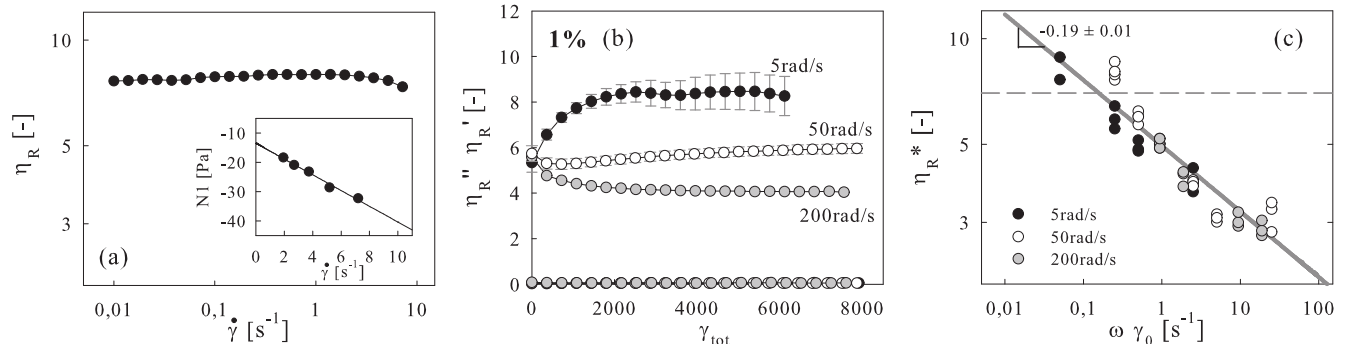 10
5
3
η_R [-]
(a)
0,01 0,1 1 10
γ̇ [s⁻¹]
-10
-20
-30
-40
N1 [Pa]
0 2 4 6 8 10
γ̇ [s⁻¹]
1% (b)
12
10
8
6
4
2
0
η_R'' η_R' [-]
5rad/s
50rad/s
200rad/s
0 2000 4000 6000 8000
γ_tot
-0.19 ± 0.01
(c)
10
5
3
η_R* [-]
5rad/s
50rad/s
200rad/s
0,01 0,1 1 10 100
ω γ₀ [s⁻¹]